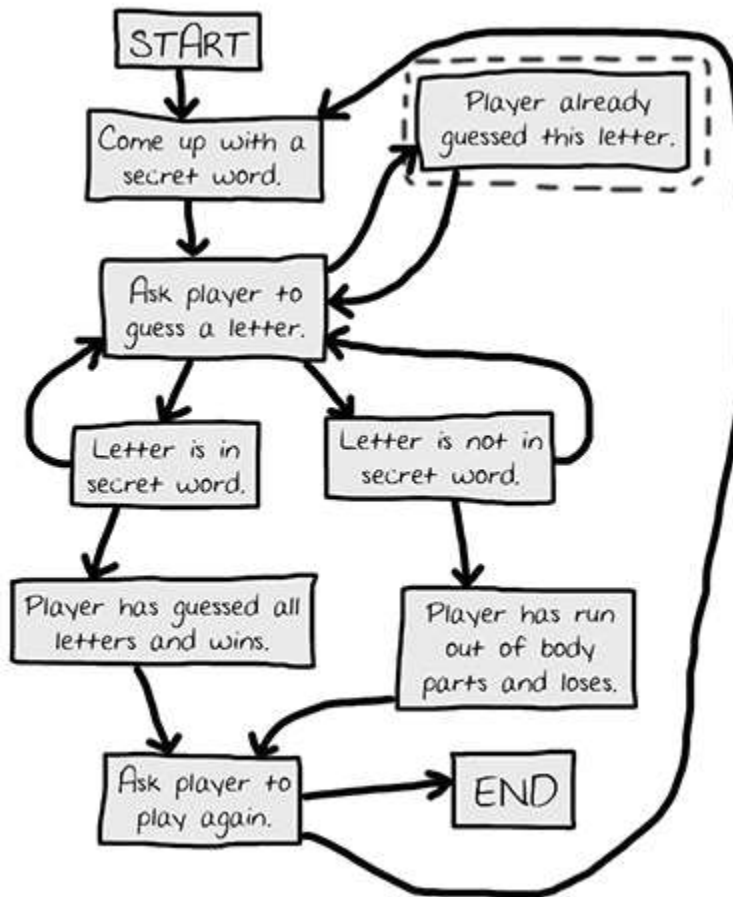 START
Player already
guessed this letter.
Come up with a
secret word.
Ask player to
guess a letter.
Letter is in
secret word.
Letter is not in
secret word.
Player has guessed all
letters and wins.
Player has run
out of body
parts and loses.
Ask player to
play again.
END